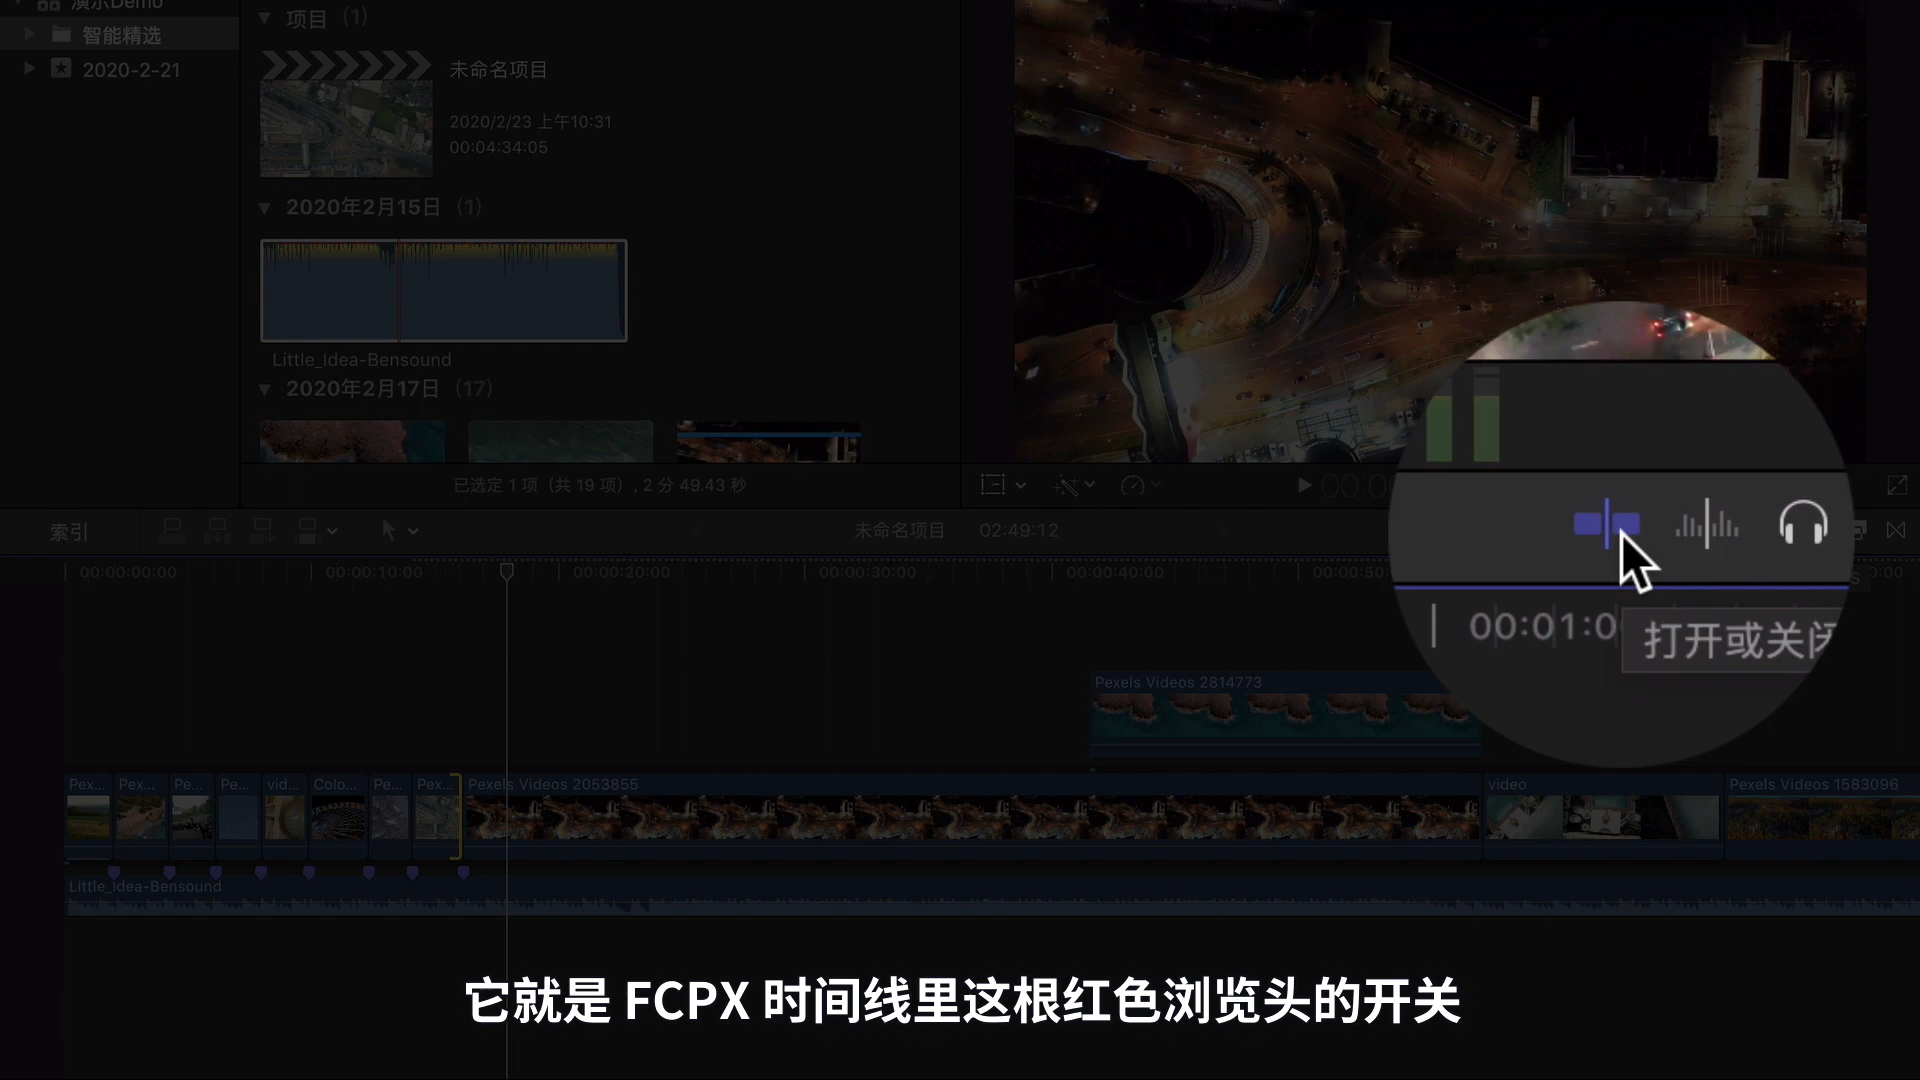 演示Demo
智能精选
2020-2-21
项目 (1)
未命名项目
2020/2/23 上午10:31
00:04:34:05
2020年2月15日 (1)
Little_Idea-Bensound
2020年2月17日 (17)
已选定 1 项（共 19 项）, 2 分 49.43 秒
索引
未命名项目 02:49:12
00:00:00:00
00:00:10:00
00:00:20:00
00:00:30:00
00:00:40:00
00:01:0
打开或关闭
Pexels Videos 2814773
Pex...
Pex...
Pe...
Pe...
vid...
Colo...
Pe...
Pex...
Pexels Videos 2053855
video
Pexels Videos 1583096
Little_Idea-Bensound
它就是 FCPX 时间线里这根红色浏览头的开关